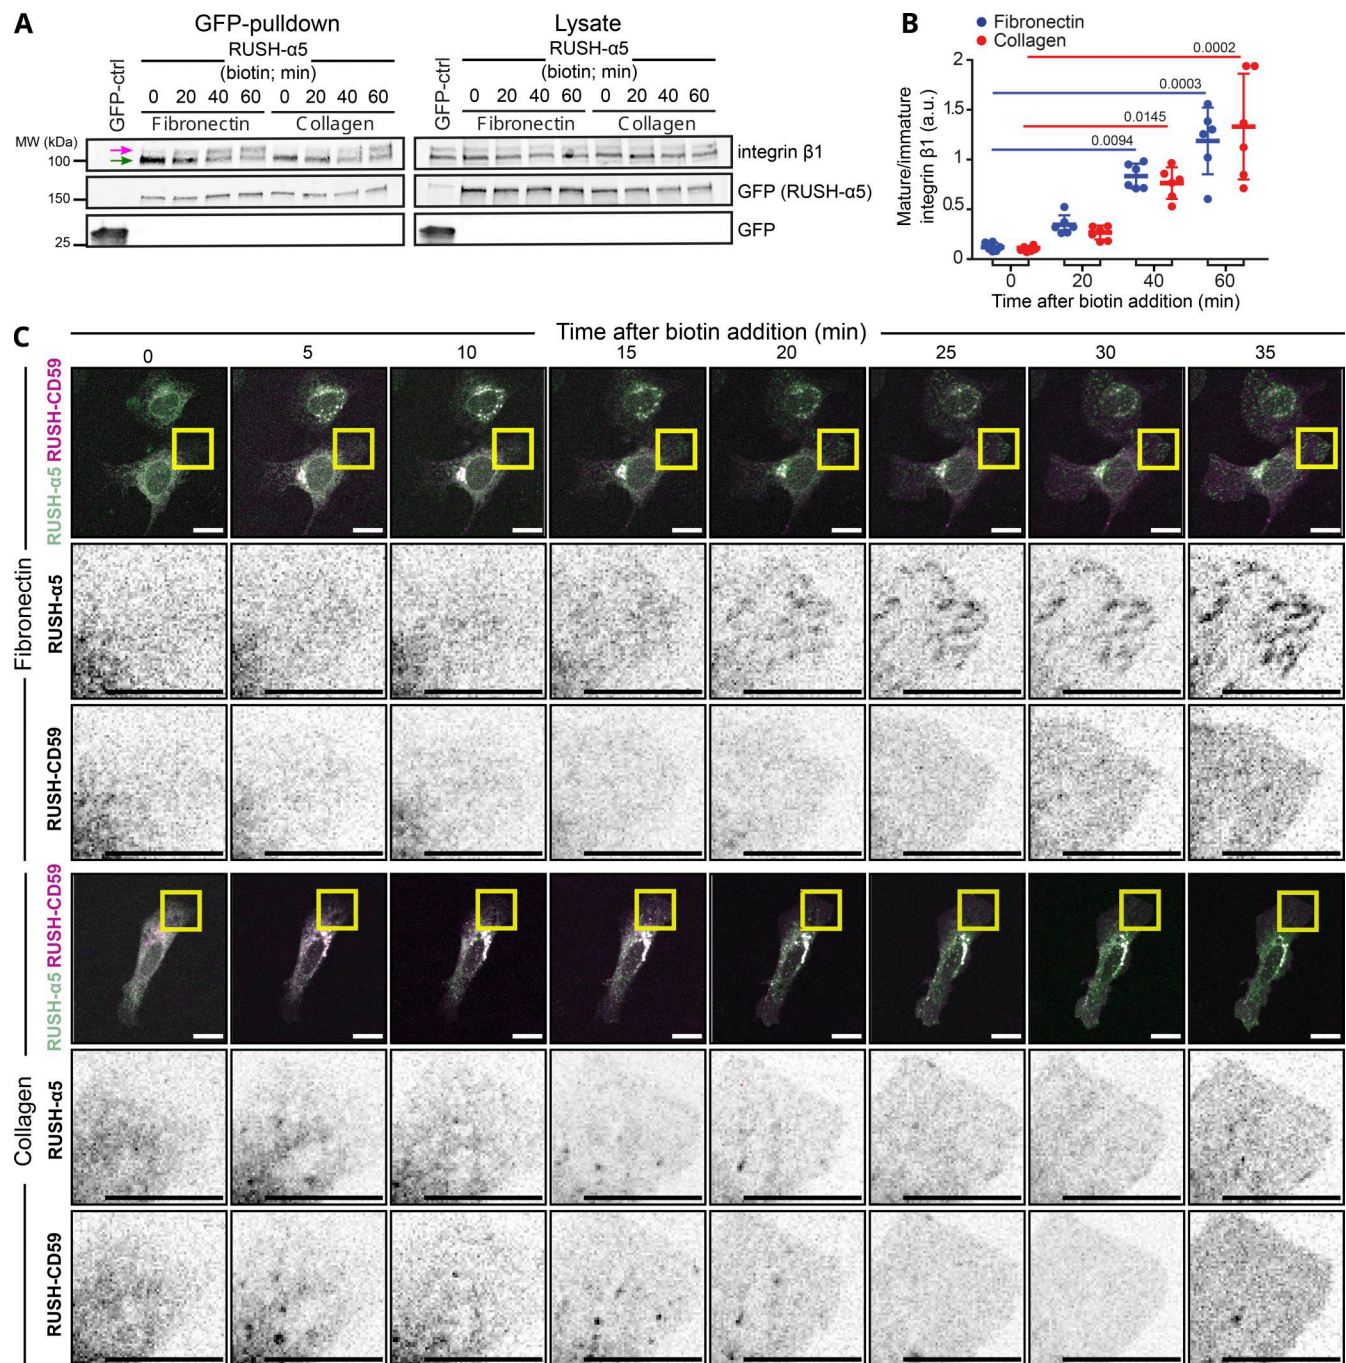 A
GFP-pulldown
Lysate
RUSH-α5
RUSH-α5
(biotin; min)
(biotin; min)
GFP-ctrl
0 20 40 60 0 20 40 60
GFP-ctrl
0 20 40 60 0 20 40 60
Fibronectin Collagen
Fibronectin Collagen
MW (kDa)
100
integrin β1
150
GFP (RUSH-α5)
25
GFP
B
Fibronectin
Collagen
0.0002
0.0003
0.0145
0.0094
Mature/immature
integrin β1 (a.u.)
2
1.5
1
0.5
0
0 20 40 60
Time after biotin addition (min)
C
Time after biotin addition (min)
0 5 10 15 20 25 30 35
Fibronectin
RUSH-α5 RUSH-CD59
RUSH-α5
RUSH-CD59
Collagen
RUSH-α5 RUSH-CD59
RUSH-α5
RUSH-CD59